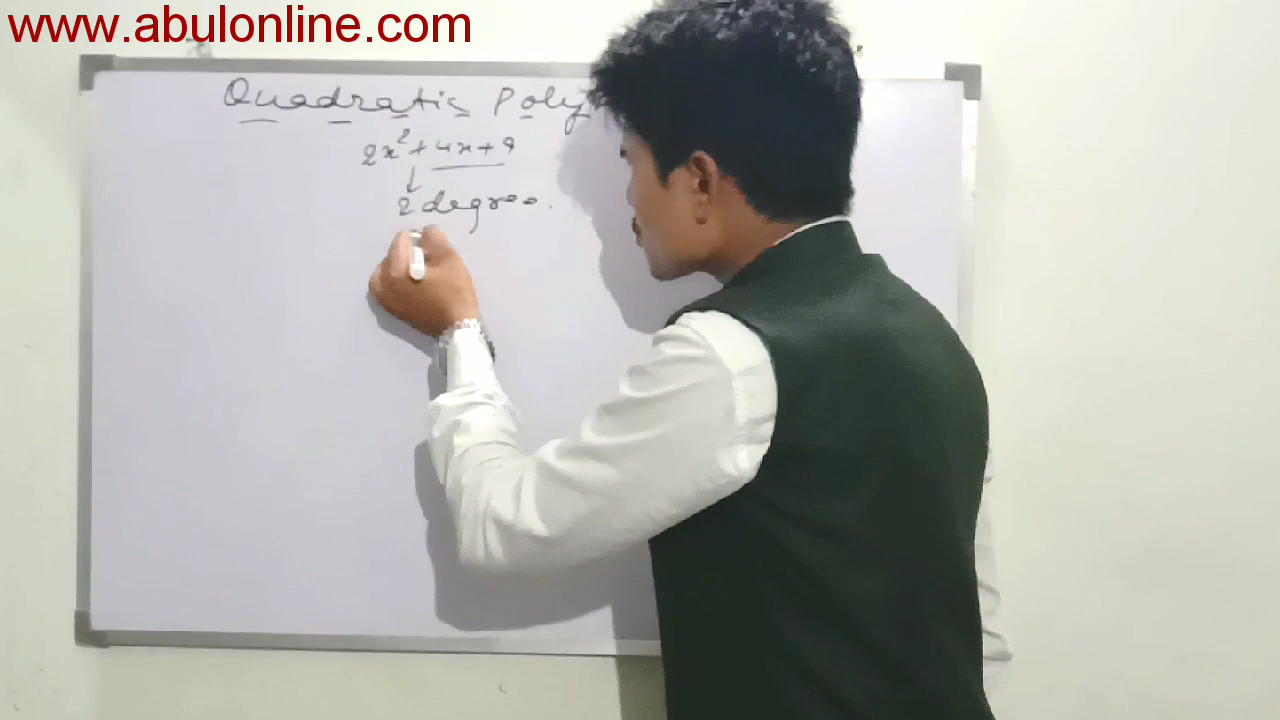 www.abulonline.com
Quadratic Poly
2x² + 4x + 9
↓
2 degree.